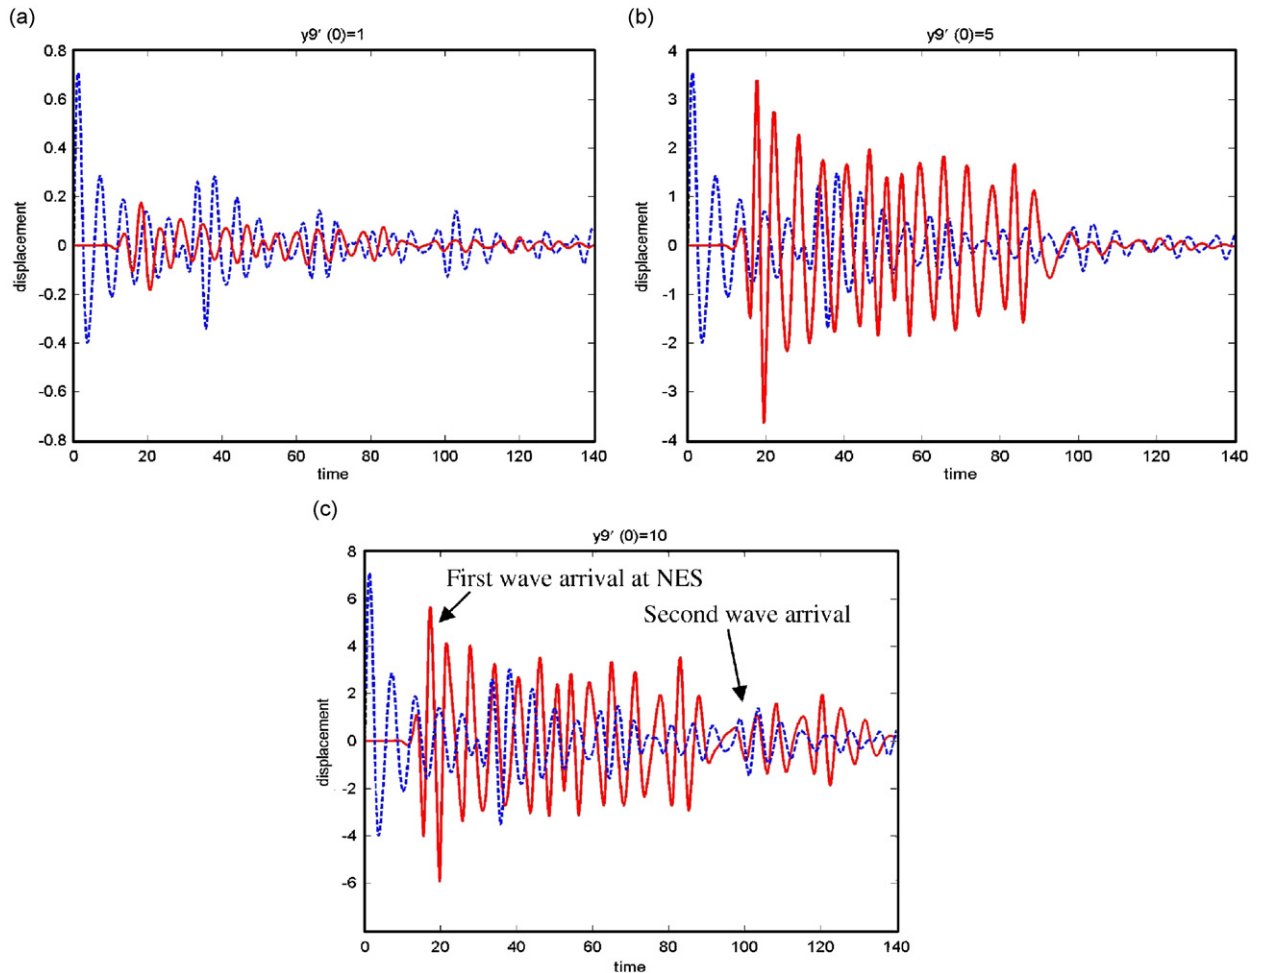 (a)
y9' (0)=1
0.8
0.6
0.4
0.2
0
-0.2
-0.4
-0.6
-0.8
displacement
0 20 40 60 80 100 120 140
time
(b)
y9' (0)=5
4
3
2
1
0
-1
-2
-3
-4
displacement
0 20 40 60 80 100 120 140
time
(c)
y9' (0)=10
8
6
4
2
0
-2
-4
-6
displacement
First wave arrival at NES
Second wave arrival
0 20 40 60 80 100 120 140
time